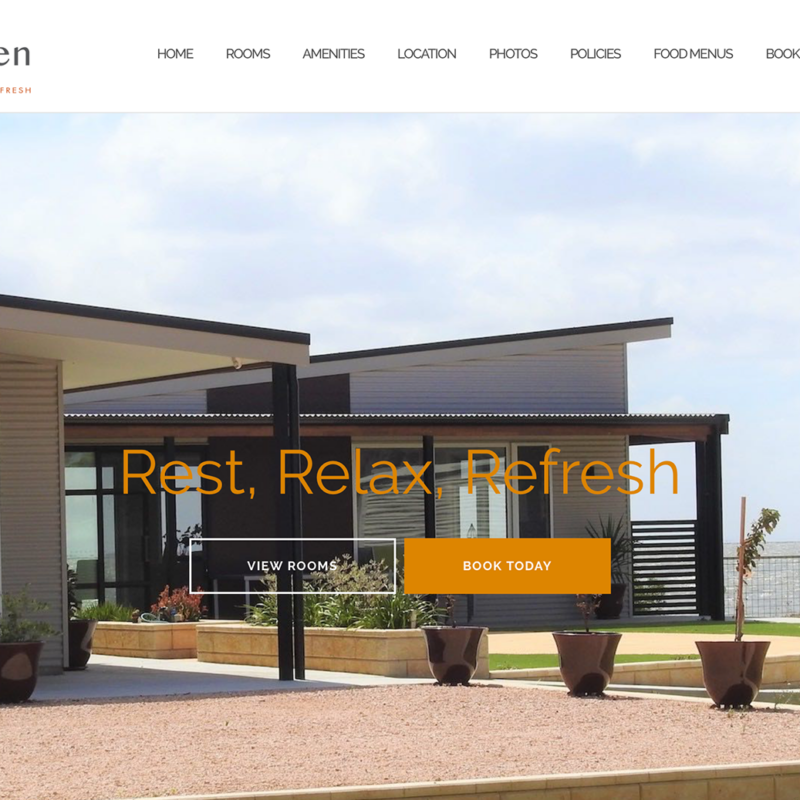 en
FRESH
HOME ROOMS AMENITIES LOCATION PHOTOS POLICIES FOOD MENUS BOOK
Rest, Relax, Refresh
VIEW ROOMS BOOK TODAY